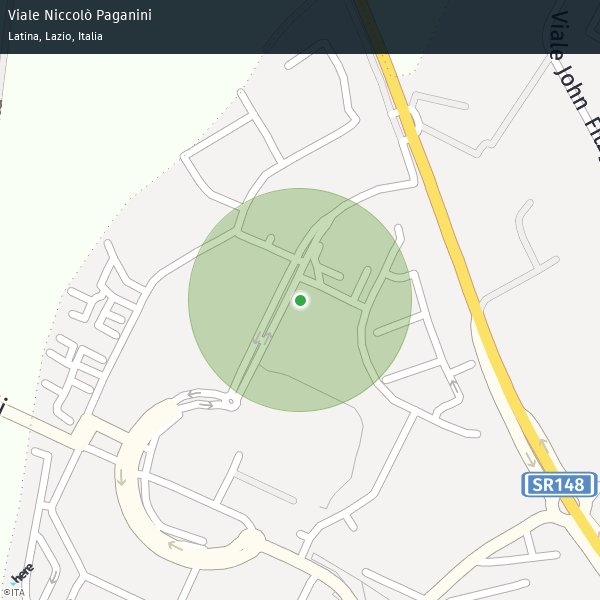 Viale Niccolò Paganini
Latina, Lazio, Italia
Viale John Fitz
SR148
here
©ITA